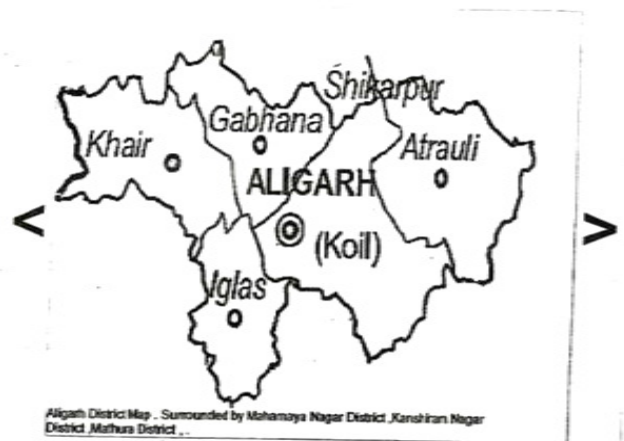 Shikarpur
Gabhana
Khair
Atrauli
ALIGARH
< >
(Koil)
Iglas
Aligarh District Map . Surrounded by Mahamaya Nagar District ,Kanshiram Nagar
District ,Mathura District , .